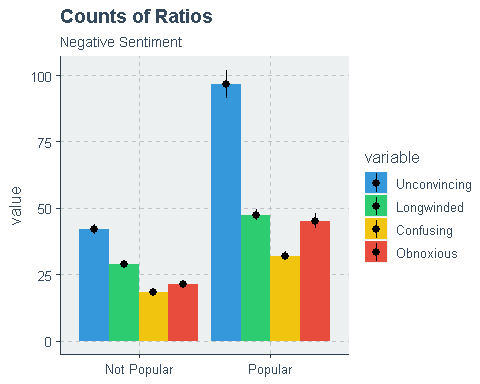 Counts of Ratios
Negative Sentiment
100
75
50
25
0
value
Not Popular
Popular
variable
Unconvincing
Longwinded
Confusing
Obnoxious